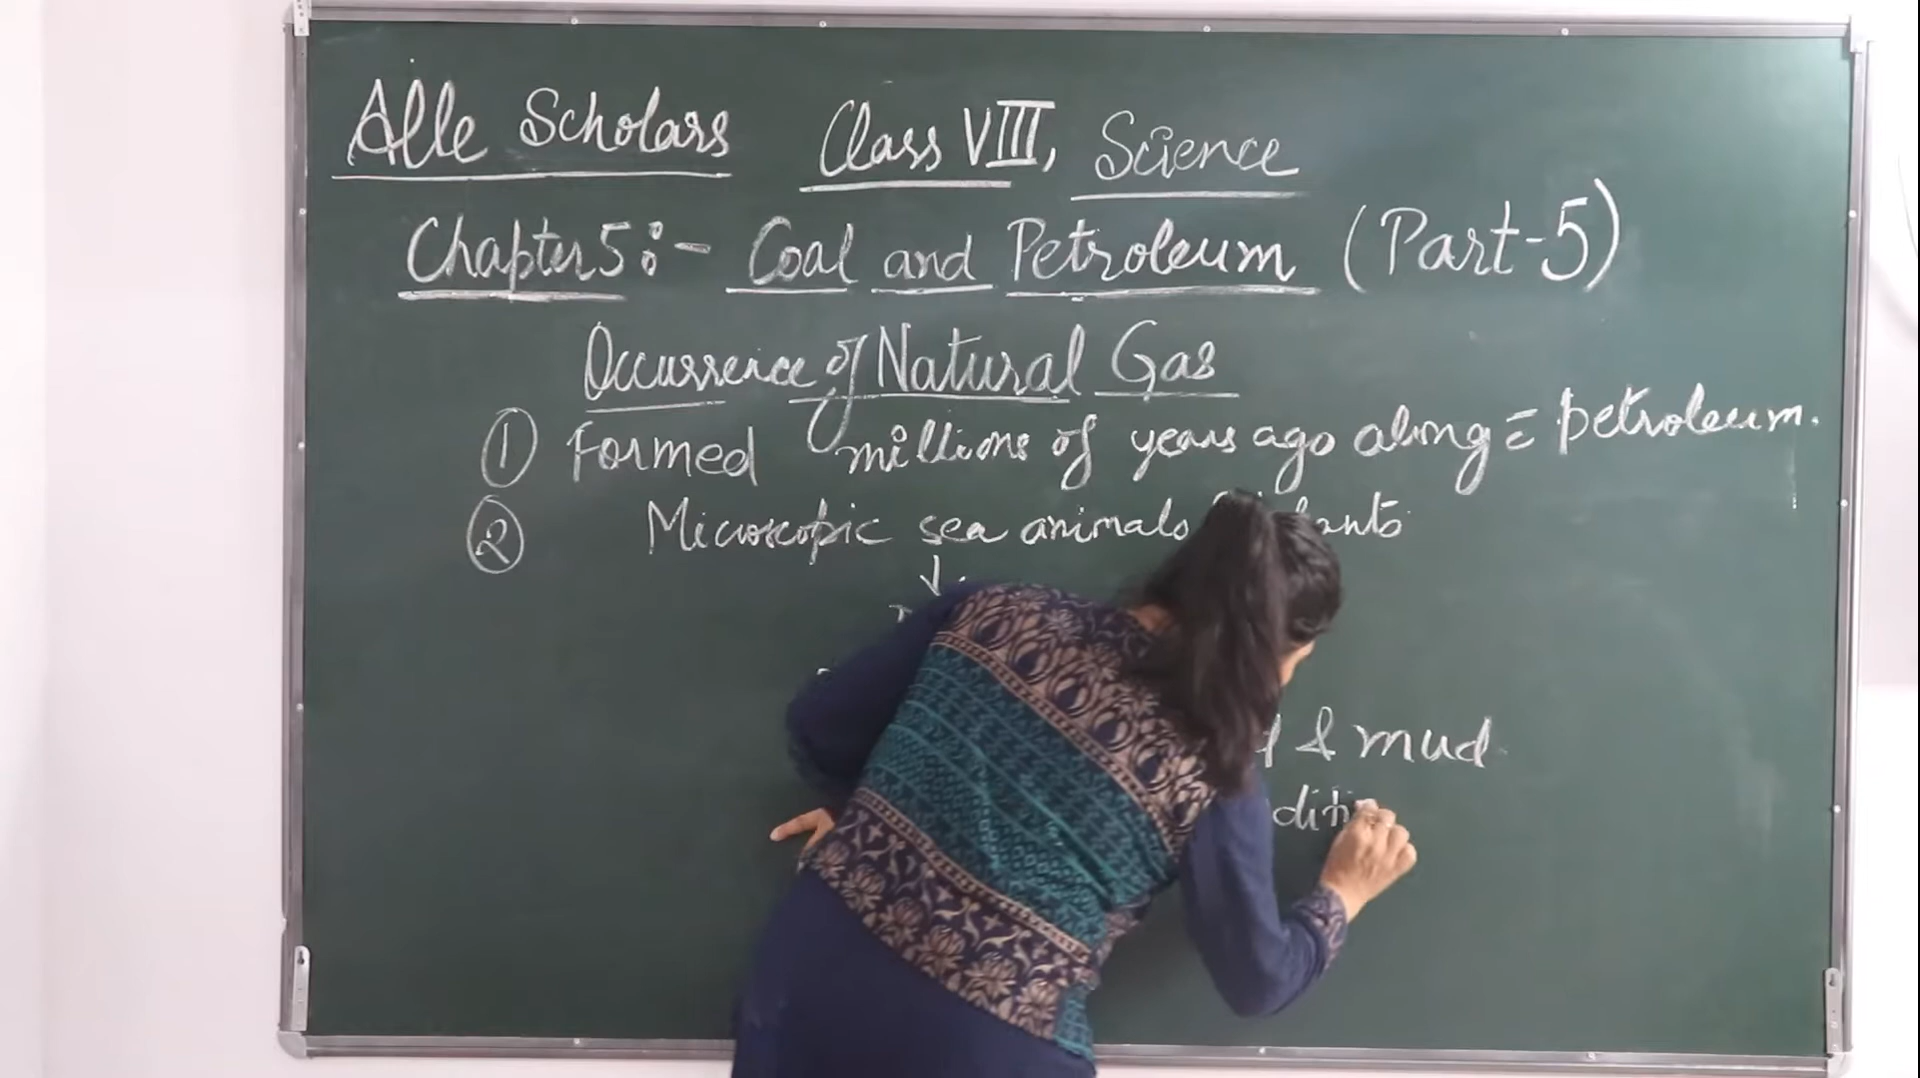 Alle Scholars Class VIII, Science
Chapter 5:- Coal and Petroleum (Part-5)
Occurrence of Natural Gas
① Formed millions of years ago along = petroleum.
② Microscopic sea animals
& mud